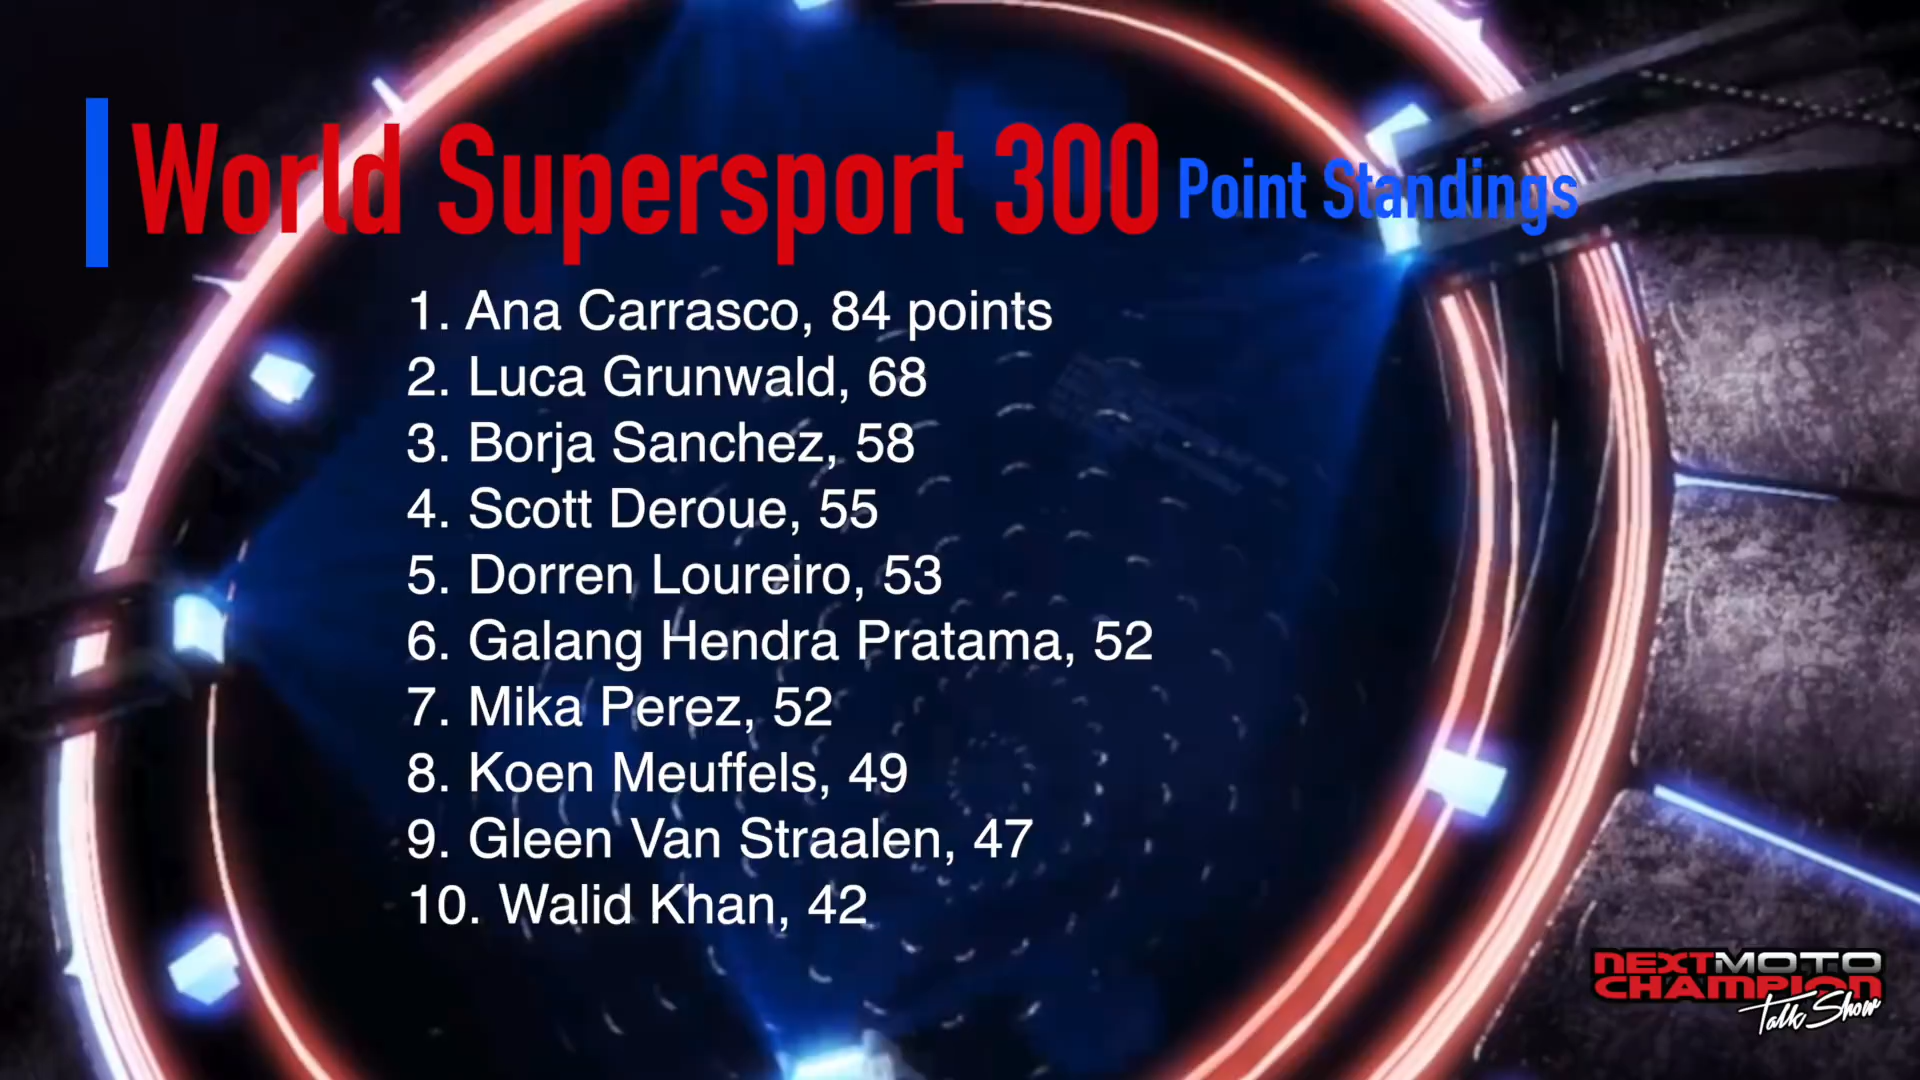 World Supersport 300 Point Standings
1. Ana Carrasco, 84 points
2. Luca Grunwald, 68
3. Borja Sanchez, 58
4. Scott Deroue, 55
5. Dorren Loureiro, 53
6. Galang Hendra Pratama, 52
7. Mika Perez, 52
8. Koen Meuffels, 49
9. Gleen Van Straalen, 47
10. Walid Khan, 42
NEXTMOTO
CHAMPION
Talk Show